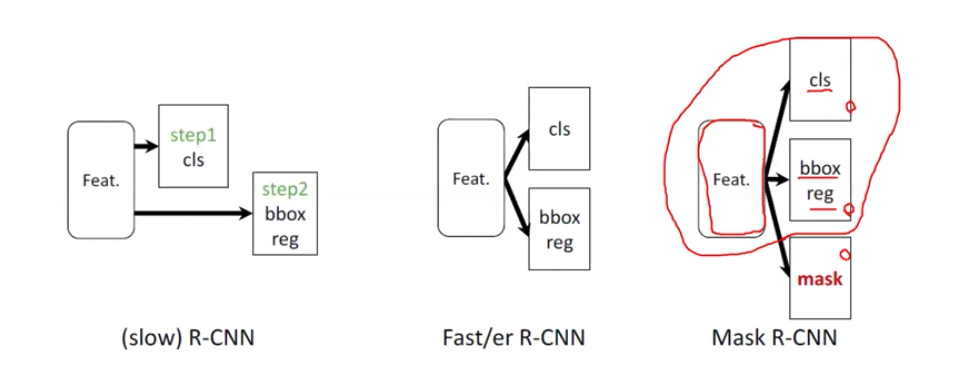 Feat.
step1
cls
step2
bbox
reg
(slow) R-CNN
Feat.
cls
bbox
reg
Fast/er R-CNN
Feat.
cls
bbox
reg
mask
Mask R-CNN